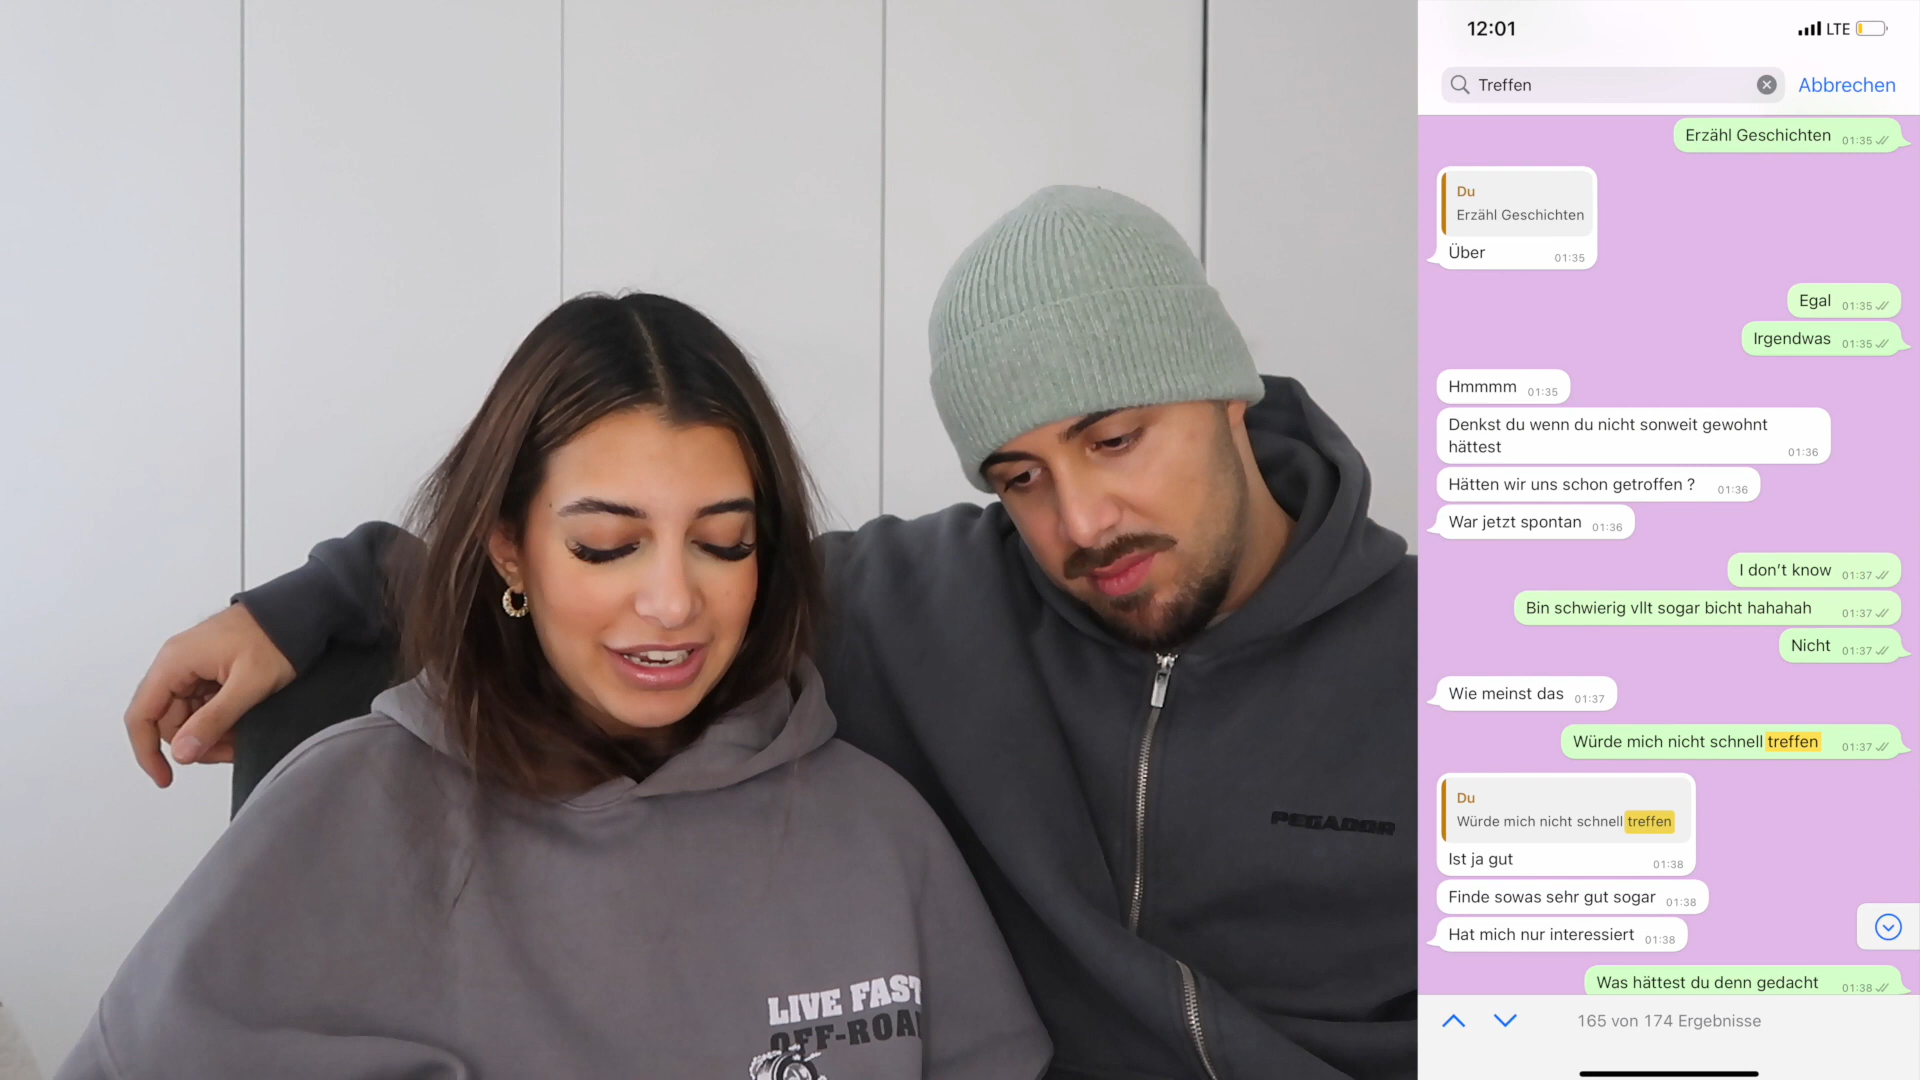 12:01
LTE
Treffen
Abbrechen
Erzähl Geschichten 01:35
Du
Erzähl Geschichten
Über 01:35
Egal 01:35
Irgendwas 01:35
Hmmmm 01:35
Denkst du wenn du nicht sonweit gewohnt
hättest 01:36
Hätten wir uns schon getroffen ? 01:36
War jetzt spontan 01:36
I don't know 01:37
Bin schwierig vllt sogar bicht hahahah 01:37
Nicht 01:37
Wie meinst das 01:37
Würde mich nicht schnell treffen 01:37
Du
Würde mich nicht schnell treffen
Ist ja gut 01:38
Finde sowas sehr gut sogar 01:38
Hat mich nur interessiert 01:38
Was hättest du denn gedacht 01:38
165 von 174 Ergebnisse
PEGADOR
LIVE FAST
OFF-ROA